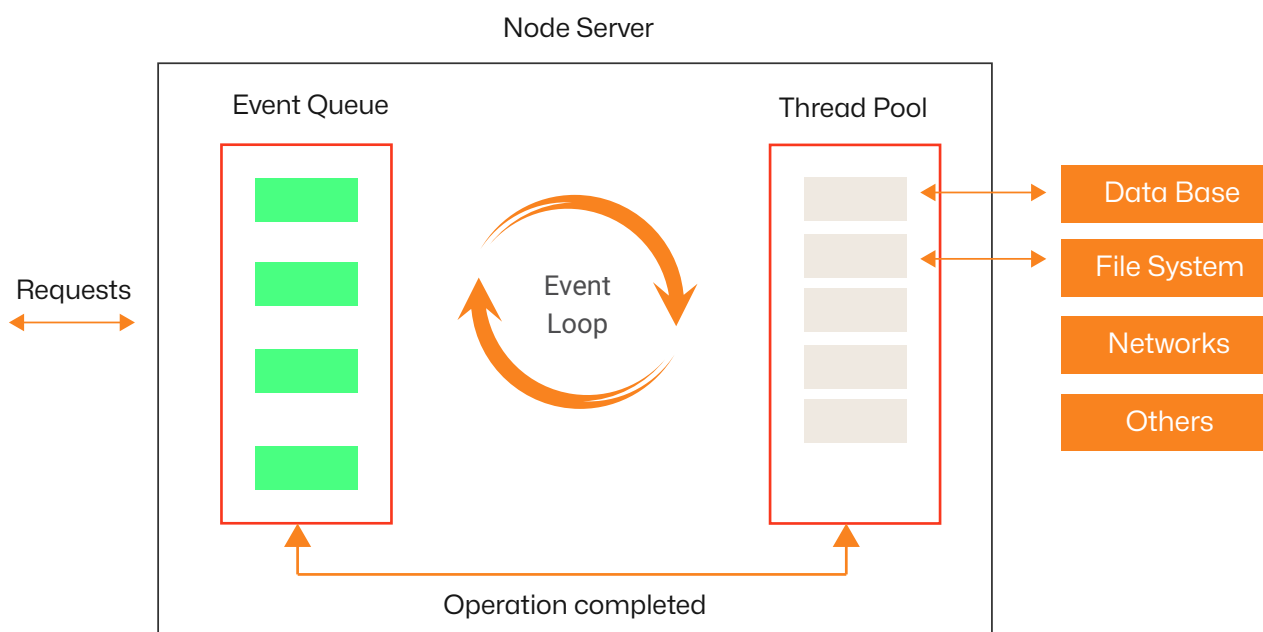 Node Server
Event Queue
Thread Pool
Requests
Event
Loop
Data Base
File System
Networks
Others
Operation completed